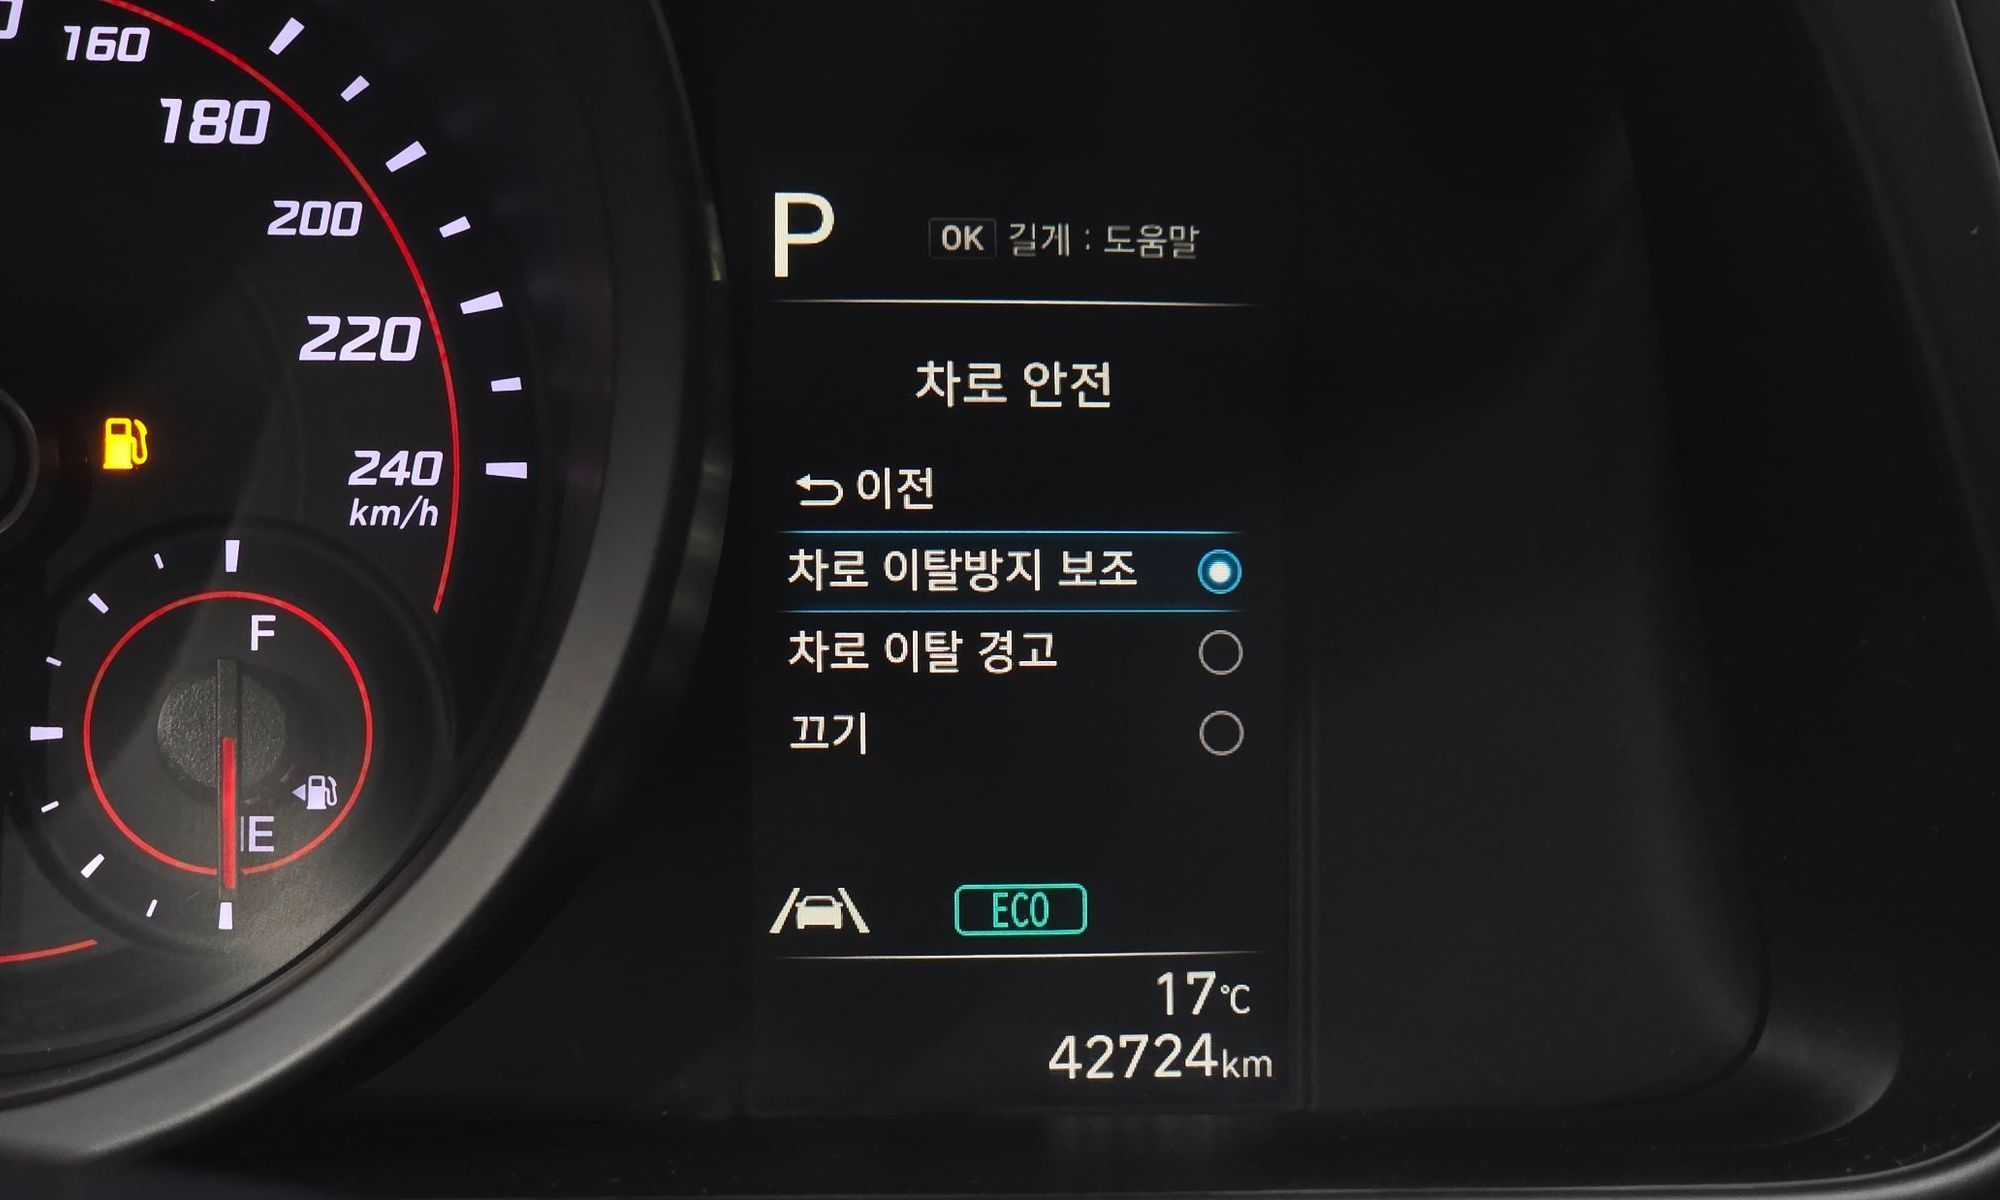 160
180
200
220
240
km/h
F
E
P
OK 길게 : 도움말
차로 안전
이전
차로 이탈방지 보조
차로 이탈 경고
끄기
ECO
17℃
42724km